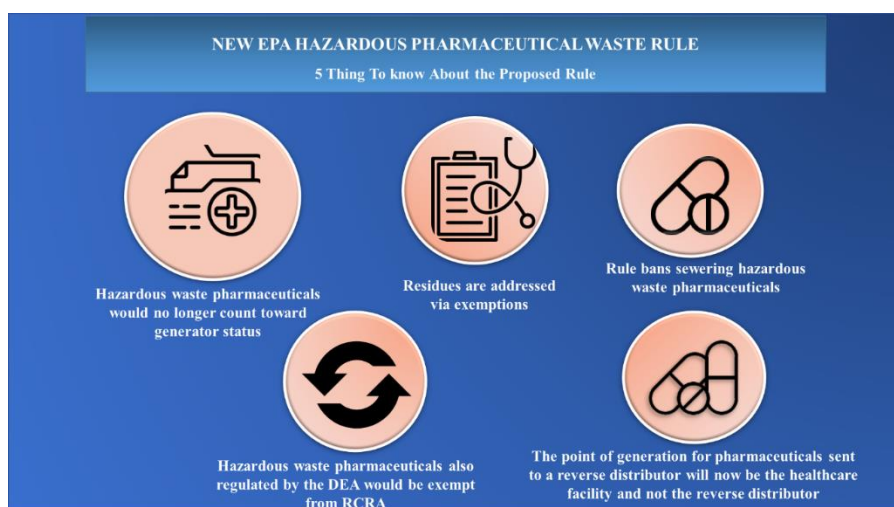 NEW EPA HAZARDOUS PHARMACEUTICAL WASTE RULE
5 Thing To know About the Proposed Rule
Hazardous waste pharmaceuticals
would no longer count toward
generator status
Residues are addressed
via exemptions
Rule bans sewering hazardous
waste pharmaceuticals
Hazardous waste pharmaceuticals also
regulated by the DEA would be exempt
from RCRA
The point of generation for pharmaceuticals sent
to a reverse distributor will now be the healthcare
facility and not the reverse distributor